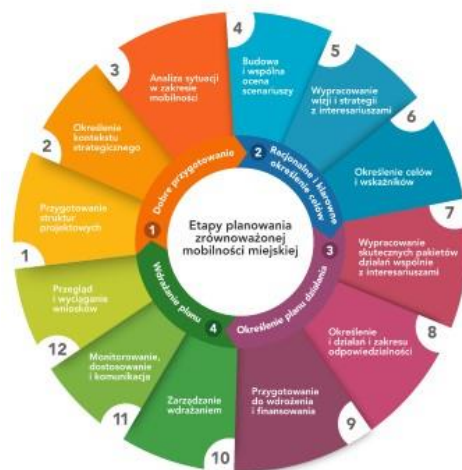 Etapy planowania
zrównoważonej
mobilności miejskiej
1
Dobre przygotowanie
2
Racjonalne i klarowne
określenie celów
3
Określenie planu działania
4
Wdrażanie planu
1
Przygotowanie
struktur
projektowych
2
Określenie
kontekstu
strategicznego
3
Analiza sytuacji
w zakresie
mobilności
4
Budowa
i wspólna
ocena
scenariuszy
5
Wypracowanie
wizji i strategii
z interesariuszami
6
Określenie celów
i wskaźników
7
Wypracowanie
skutecznych pakietów
działań wspólnie
z interesariuszami
8
Określenie
i działań i zakresu
odpowiedzialności
9
Przygotowanie
do wdrożenia
i finansowania
10
Zarządzanie
wdrażaniem
11
Monitorowanie,
dostosowanie
i komunikacja
12
Przegląd
i wyciąganie
wniosków